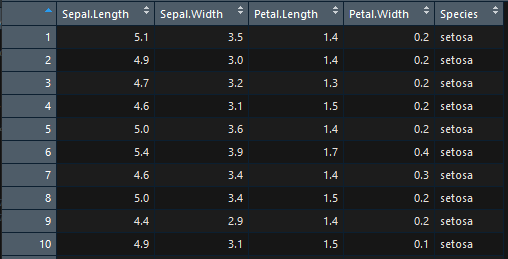 Sepal.Length Sepal.Width Petal.Length Petal.Width Species
1 5.1 3.5 1.4 0.2 setosa
2 4.9 3.0 1.4 0.2 setosa
3 4.7 3.2 1.3 0.2 setosa
4 4.6 3.1 1.5 0.2 setosa
5 5.0 3.6 1.4 0.2 setosa
6 5.4 3.9 1.7 0.4 setosa
7 4.6 3.4 1.4 0.3 setosa
8 5.0 3.4 1.5 0.2 setosa
9 4.4 2.9 1.4 0.2 setosa
10 4.9 3.1 1.5 0.1 setosa